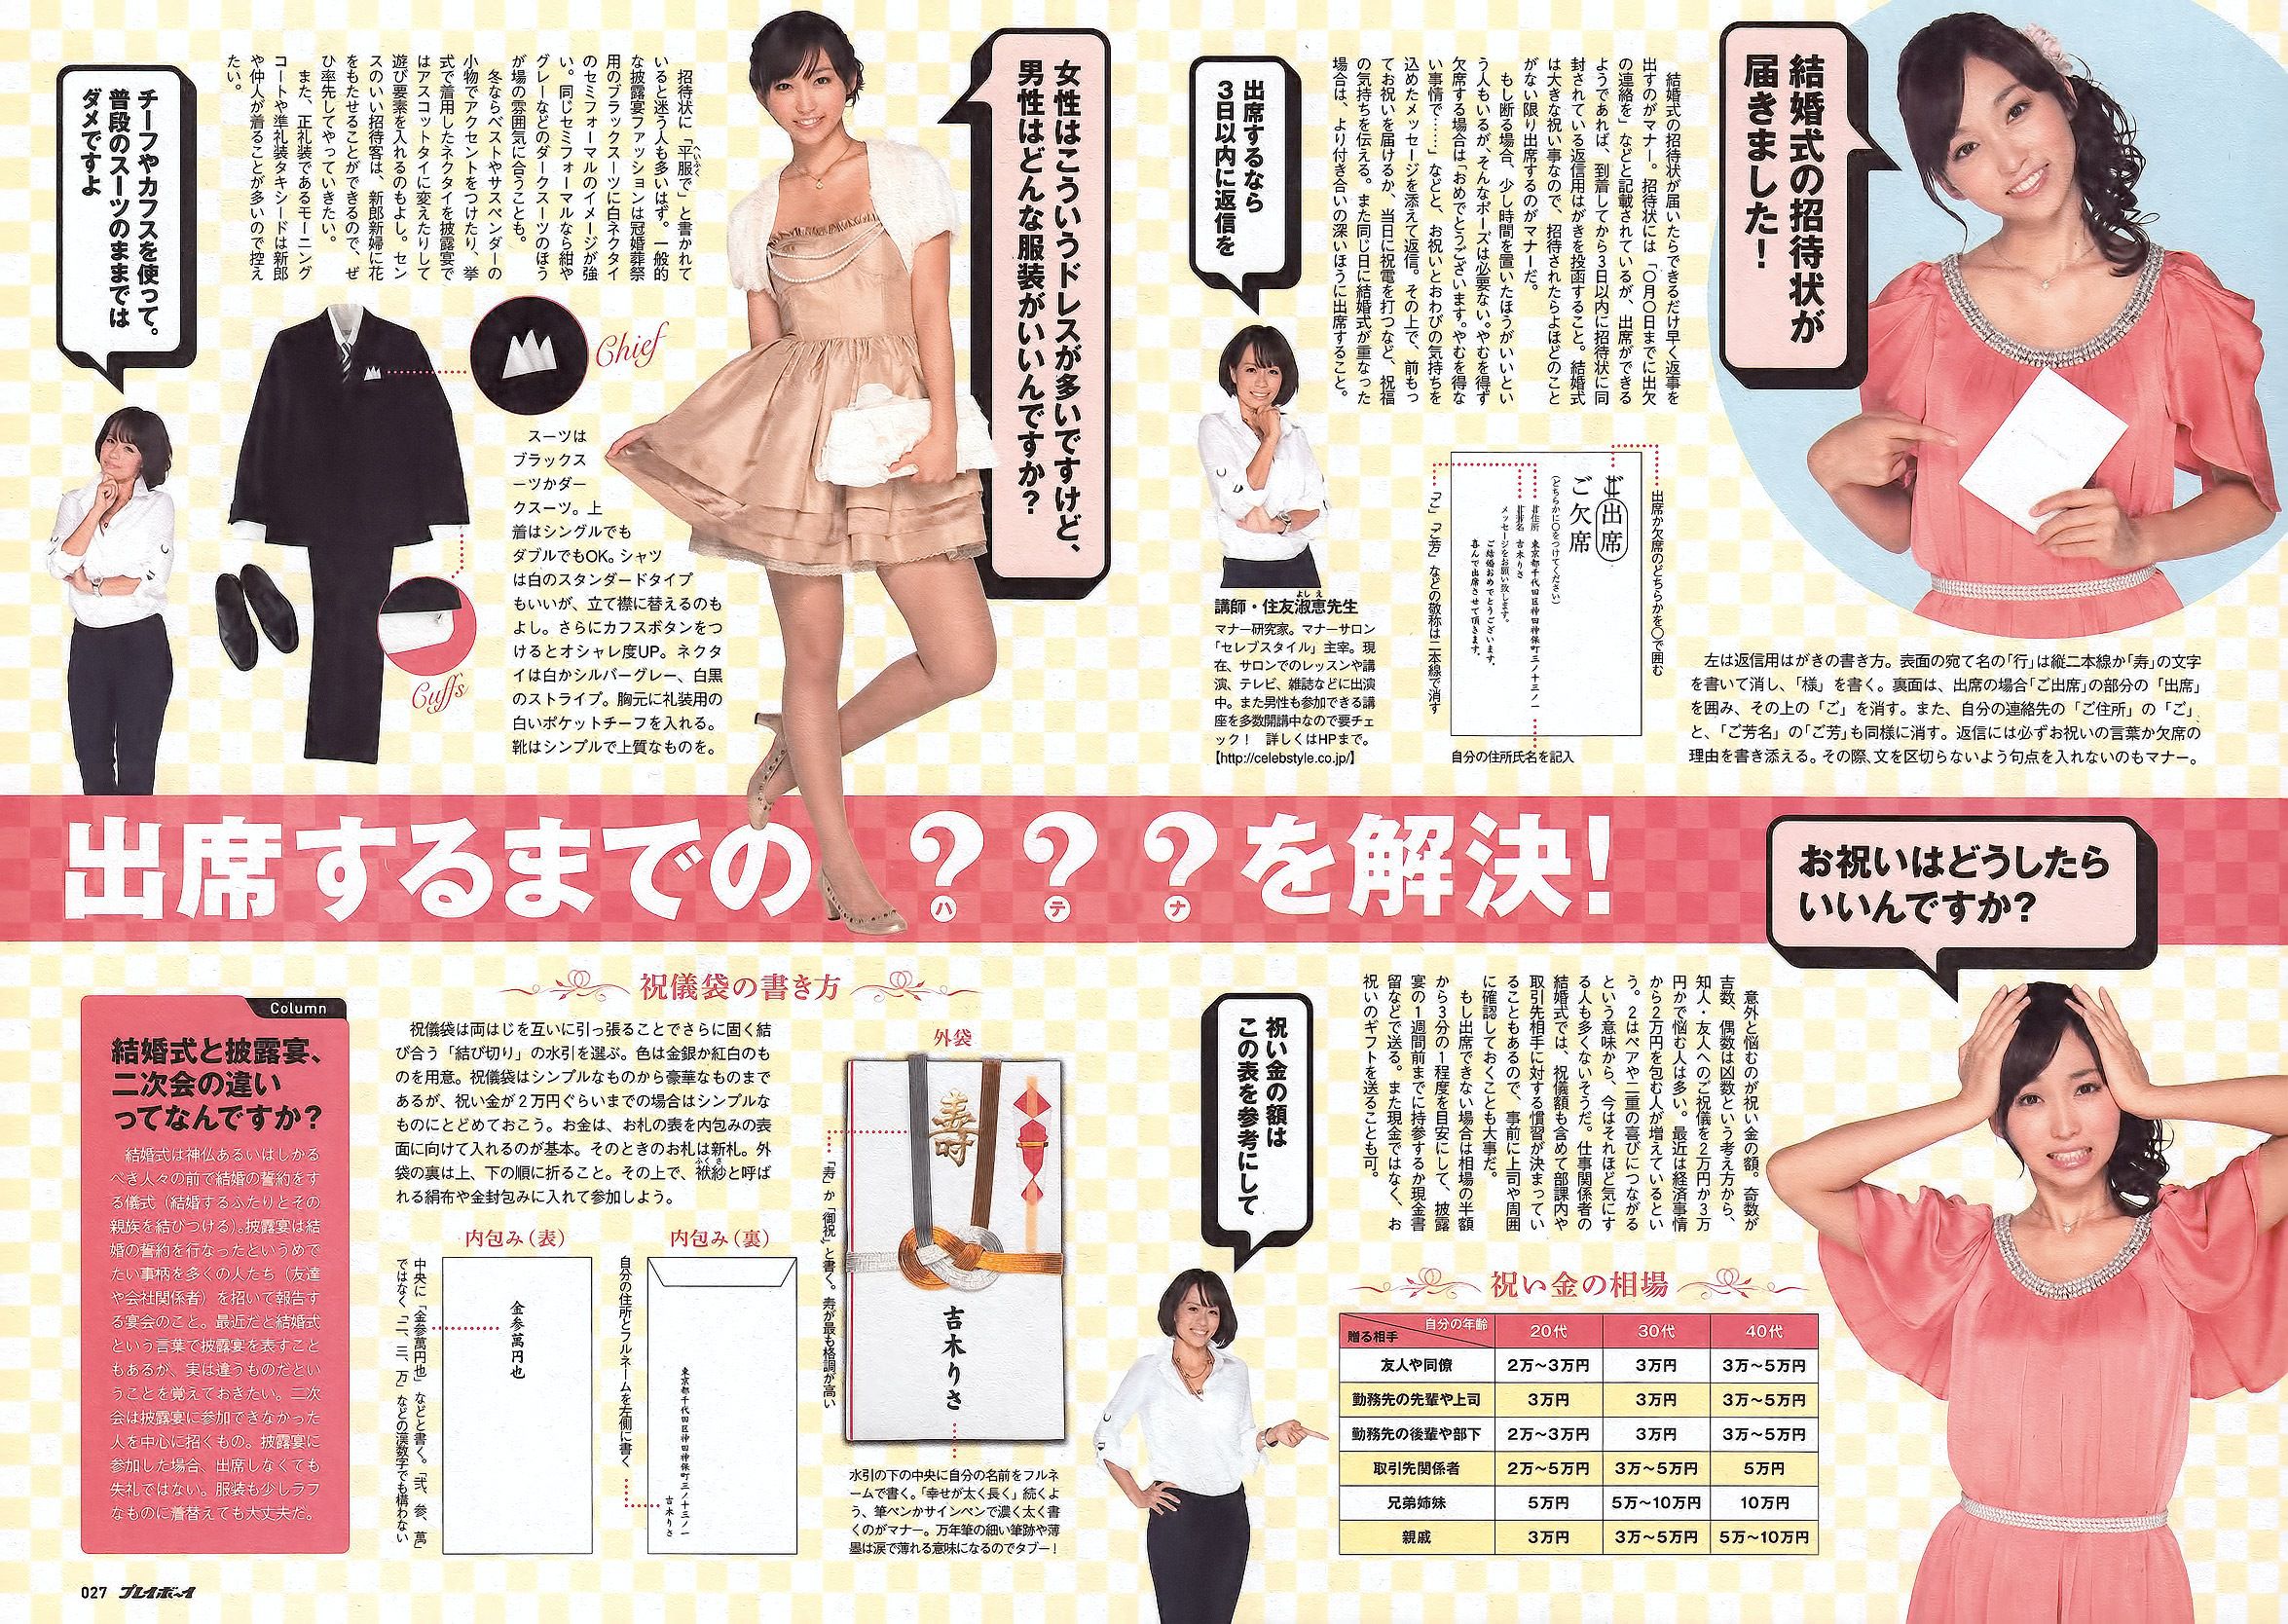 結婚式の招待状が
届きました！
結婚式の招待状が届いたらできるだけ早く返事を
出すのがマナー。招待状には「〇月〇日までに出欠
の連絡を」などと記載されているが、出席ができる
ようであれば、到着してから3日以内に招待状に同
封されている返信用はがきを投函すること。結婚式
は大きな祝い事なので、招待されたらよほどのこと
がない限り出席するのがマナーだ。
もし断る場合、少し時間を置いたほうがいいとい
う人もいるが、そんなポーズは必要ない。やむを得ず
欠席する場合は「おめでとうございます。やむを得な
い事情で……」などと、お祝いとおわびの気持ちを
込めたメッセージを添えて返信。その上で、前もっ
てお祝いを届けるか、当日に祝電を打つなど、祝福
の気持ちを伝える。また同じ日に結婚式が重なった
場合は、より付き合いの深いほうに出席すること。
出席するなら
3日以内に返信を
講師・住友淑恵先生
よしえ
マナー研究家。マナーサロン
「セレブスタイル」主宰。現
在、サロンでのレッスンや講
演、テレビ、雑誌などに出演
中。また男性も参加できる講
座を多数開講中なので要チェ
ック！　詳しくはHPまで。
【http://celebstyle.co.jp/】
出席か欠席のどちらかを〇で囲む
ご出席
ご欠席
（どちらかに〇をつけてください）
ご住所　東京都千代田区神田神保町三ノ十三ノ一
ご芳名　吉木りさ
メッセージをお願い致します。
ご結婚おめでとうございます。
喜んで出席させて頂きます。
「ご」「ご芳」などの敬称は二本線で消す
自分の住所氏名を記入
左は返信用はがきの書き方。表面の宛て名の「行」は縦二本線か「寿」の文字
を書いて消し、「様」を書く。裏面は、出席の場合「ご出席」の部分の「出席」
を囲み、その上の「ご」を消す。また、自分の連絡先の「ご住所」の「ご」
と、「ご芳名」の「ご芳」も同様に消す。返信には必ずお祝いの言葉か欠席の
理由を書き添える。その際、文を区切らないよう句点を入れないのもマナー。
女性はこういうドレスが多いですけど、
男性はどんな服装がいいんですか？
招待状に「平服で」と書かれて
へいふく
いると迷う人も多いはず。一般的
な披露宴ファッションは冠婚葬祭
用のブラックスーツに白ネクタイ
のセミフォーマルのイメージが強
い。同じセミフォーマルなら紺や
グレーなどのダークスーツのほう
が場の雰囲気に合うことも。
冬ならベストやサスペンダーの
小物でアクセントをつけたり、挙
式で着用したネクタイを披露宴で
はアスコットタイに変えたりして
遊び要素を入れるのもよし。セン
スのいい招待客は、新郎新婦に花
をもたせることができるので、ぜ
ひ率先してやっていきたい。
また、正礼装であるモーニング
コートや準礼装タキシードは新郎
や仲人が着ることが多いので控え
たい。
チーフやカフスを使って。
普段のスーツのままでは
ダメですよ
Chief
Cuffs
スーツは
ブラックス
ーツかダー
クスーツ。上
着はシングルでも
ダブルでもOK。シャツ
は白のスタンダードタイプ
もいいが、立て襟に替えるのも
よし。さらにカフスボタンをつ
けるとオシャレ度UP。ネクタ
イは白かシルバーグレー、白黒
のストライプ。胸元に礼装用の
白いポケットチーフを入れる。
靴はシンプルで上質なものを。
出席するまでの？？？を解決！
ハテナ
お祝いはどうしたら
いいんですか？
意外と悩むのが祝い金の額。奇数が
吉数、偶数は凶数という考え方から、
知人・友人へのご祝儀を2万円か3万
円かで悩む人は多い。最近は経済事情
から2万円を包む人が増えているとい
う。2はペアや二重の喜びにつながる
という意味から、今はそれほど気にす
る人も多くないそうだ。仕事関係者の
結婚式では、祝儀額も含めて部課内や
取引先相手に対する慣習が決まってい
ることもあるので、事前に上司や周囲
に確認しておくことも大事だ。
もし出席できない場合は相場の半額
から3分の1程度を目安にして、披露
宴の1週間前までに持参するか現金書
留などで送る。また現金ではなく、お
祝いのギフトを送ることも可。
祝い金の額は
この表を参考にして
祝い金の相場
自分の年齢　贈る相手　20代　30代　40代
友人や同僚　2万〜3万円　3万円　3万〜5万円
勤務先の先輩や上司　3万円　3万円　3万〜5万円
勤務先の後輩や部下　2万〜3万円　3万円　3万〜5万円
取引先関係者　2万〜5万円　3万〜5万円　5万円
兄弟姉妹　5万円　5万〜10万円　10万円
親戚　3万円　3万〜5万円　5万〜10万円
祝儀袋の書き方
祝儀袋は両はじを互いに引っ張ることでさらに固く結
び合う「結び切り」の水引を選ぶ。色は金銀か紅白のも
のを用意。祝儀袋はシンプルなものから豪華なものまで
あるが、祝い金が2万円ぐらいまでの場合はシンプルな
ものにとどめておこう。お金は、お札の表を内包みの表
面に向けて入れるのが基本。そのときのお札は新札。外
袋の裏は上、下の順に折ること。その上で、袱紗と呼ば
ふくさ
れる絹布や金封包みに入れて参加しよう。
外袋
寿
吉木りさ
「寿」か「御祝」と書く。寿が最も格調が高い
水引の下の中央に自分の名前をフルネ
ームで書く。「幸せが太く長く」続くよ
う、筆ペンかサインペンで濃く太く書
くのがマナー。万年筆の細い筆跡や薄
墨は涙で薄れる意味になるのでタブー！
内包み（裏）
東京都千代田区神田神保町三ノ十三ノ一
吉木りさ
自分の住所とフルネームを左側に書く
内包み（表）
金参萬円也
中央に「金参萬円也」などと書く。「弐、参、萬」
ではなく「二、三、万」などの漢数字でも構わない
Column
結婚式と披露宴、
二次会の違い
ってなんですか？
結婚式は神仏あるいはしかる
べき人々の前で結婚の誓約をす
る儀式（結婚するふたりとその
親族を結びつける）。披露宴は結
婚の誓約を行なったというめで
たい事柄を多くの人たち（友達
や会社関係者）を招いて報告す
る宴会のこと。最近だと結婚式
という言葉で披露宴を表すこと
もあるが、実は違うものだとい
うことを覚えておきたい。二次
会は披露宴に参加できなかった
人を中心に招くもの。披露宴に
参加した場合、出席しなくても
失礼ではない。服装も少しラフ
なものに着替えても大丈夫だ。
027 プレイボーイ